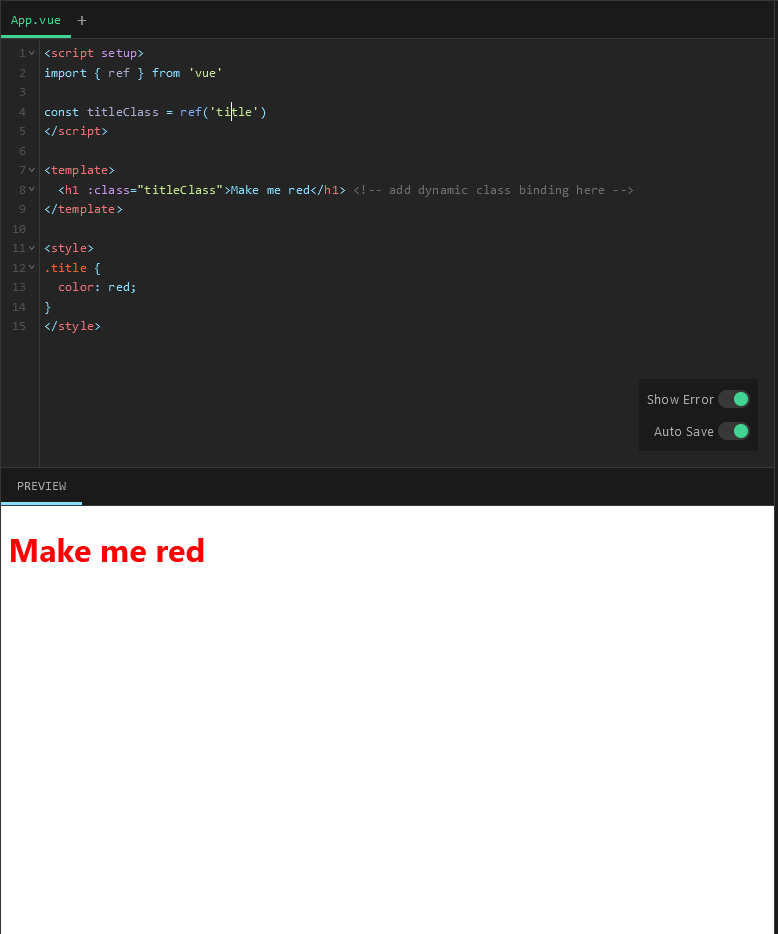 App.vue +
1 <script setup>
2 import { ref } from 'vue'
3
4 const titleClass = ref('title')
5 </script>
6
7 <template>
8 <h1 :class="titleClass">Make me red</h1> <!-- add dynamic class binding here -->
9 </template>
10
11 <style>
12 .title {
13 color: red;
14 }
15 </style>
Show Error
Auto Save
PREVIEW
Make me red